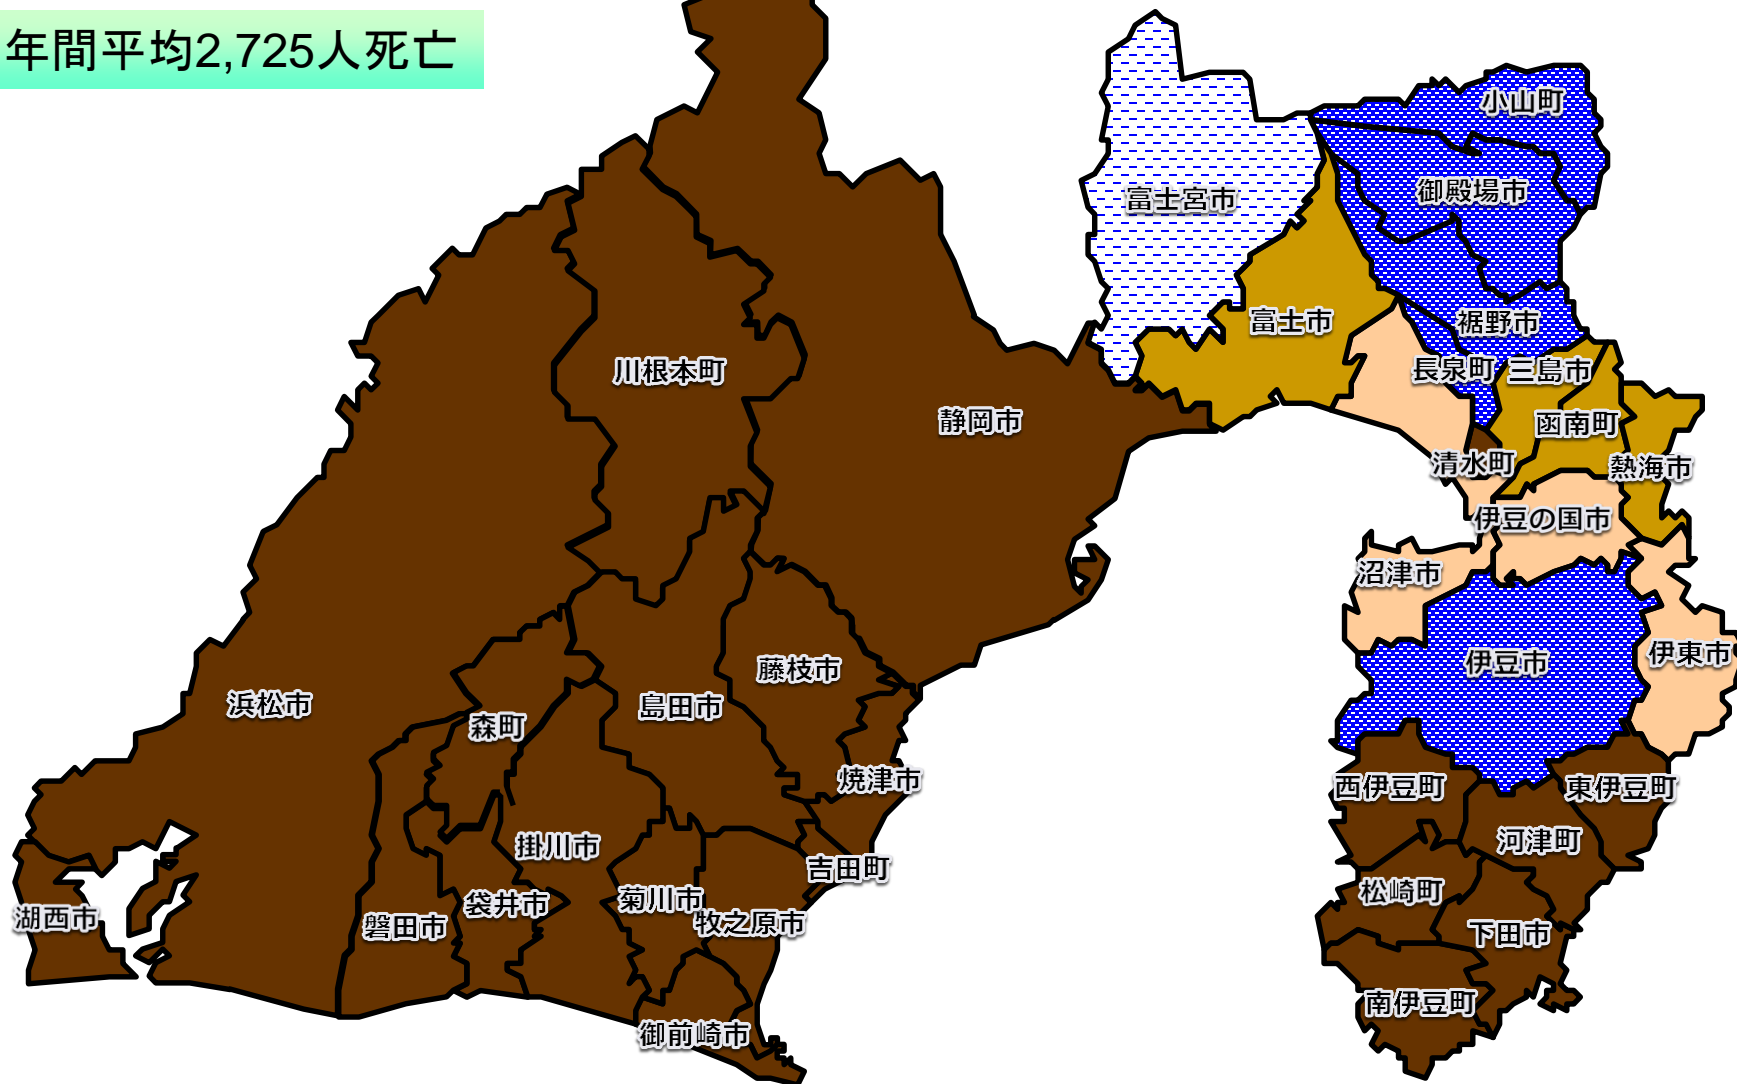 年間平均2,725人死亡
小山町
御殿場市
富士宮市
富士市
裾野市
長泉町
三島市
川根本町
静岡市
函南町
清水町
熱海市
伊豆の国市
沼津市
伊東市
伊豆市
藤枝市
浜松市
島田市
森町
焼津市
西伊豆町
東伊豆町
掛川市
河津町
吉田町
松崎町
湖西市
磐田市
袋井市
菊川市
牧之原市
下田市
南伊豆町
御前崎市